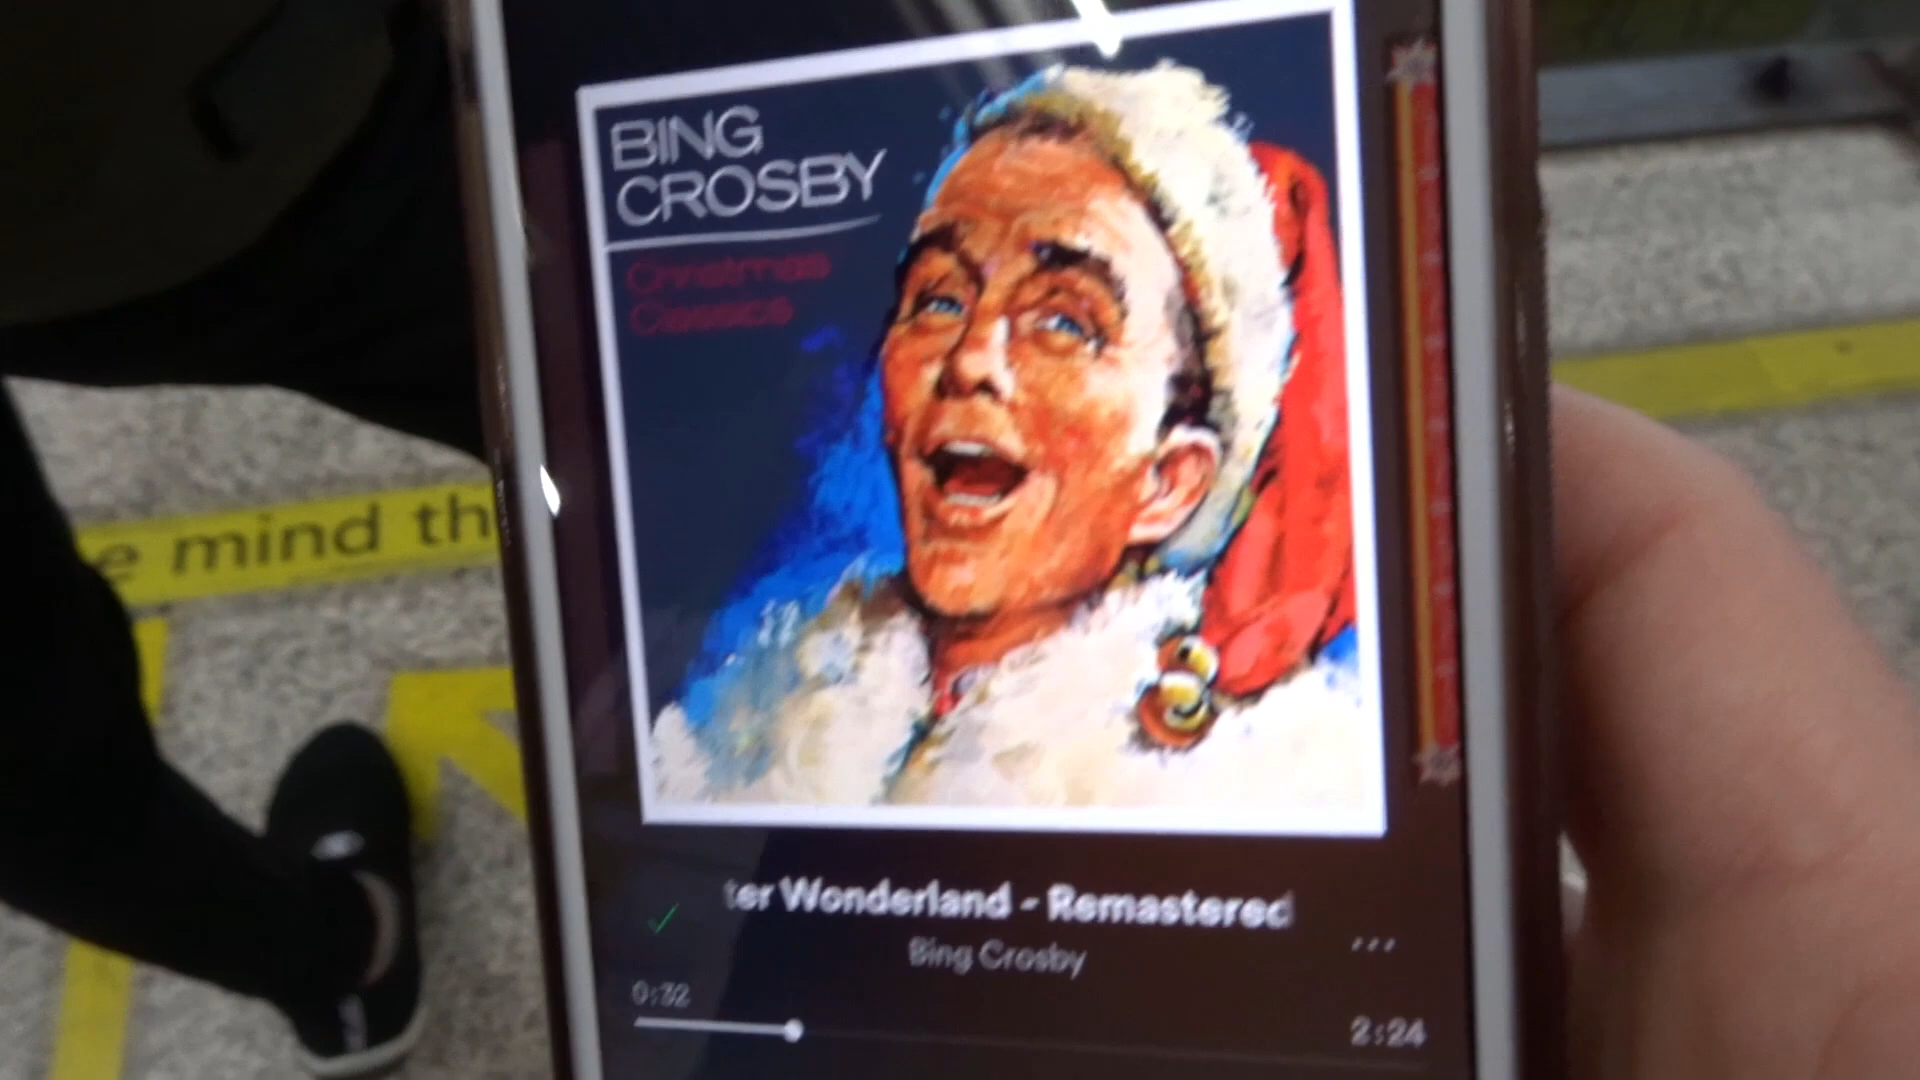 BING
CROSBY
Christmas
Classics
e mind th
ter Wonderland - Remastered
Bing Crosby
0:32
2:24